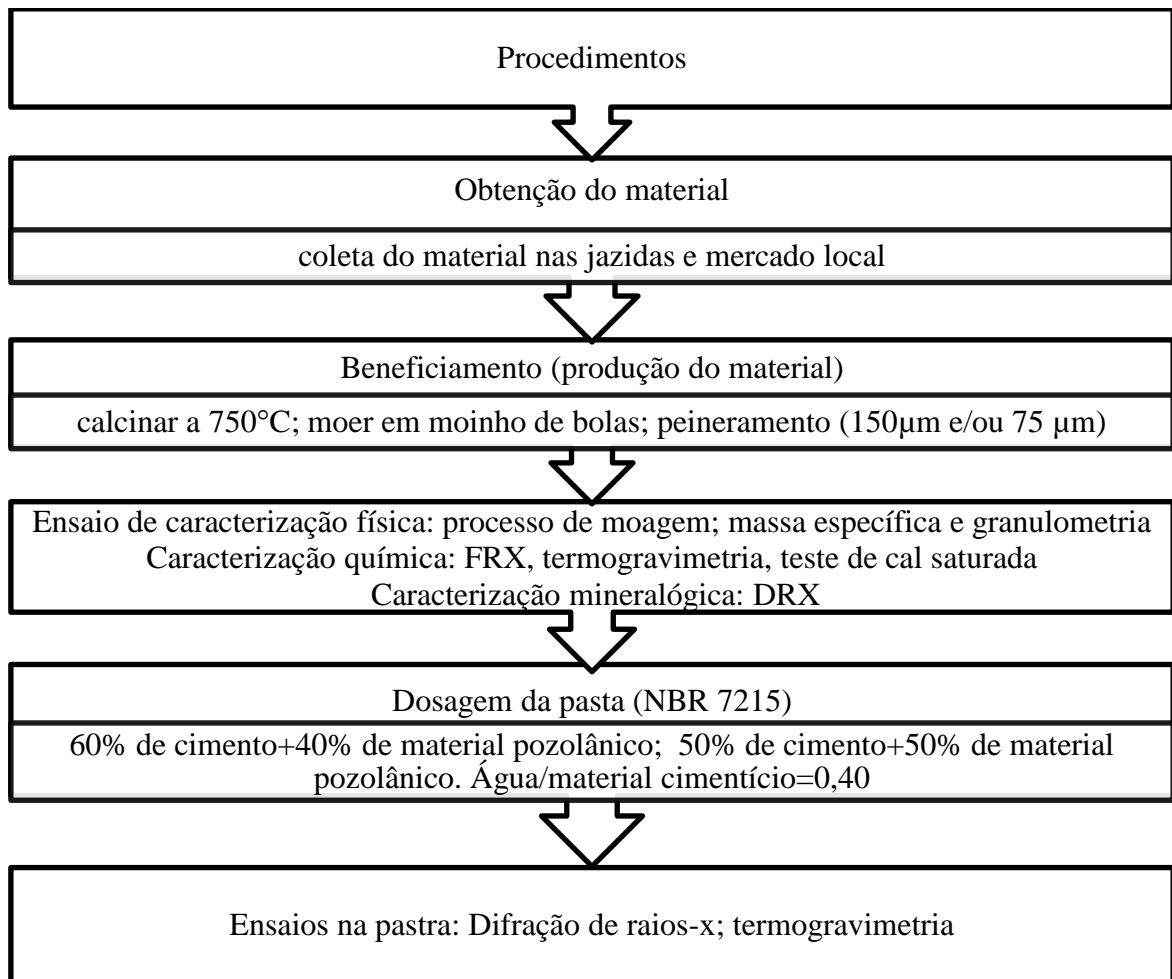 Procedimentos
Obtenção do material
coleta do material nas jazidas e mercado local
Beneficiamento (produção do material)
calcinar a 750°C; moer em moinho de bolas; peineramento (150μm e/ou 75 μm)
Ensaio de caracterização física: processo de moagem; massa específica e granulometria
Caracterização química: FRX, termogravimetria, teste de cal saturada
Caracterização mineralógica: DRX
Dosagem da pasta (NBR 7215)
60% de cimento+40% de material pozolânico;  50% de cimento+50% de material
pozolânico. Água/material cimentício=0,40
Ensaios na pastra: Difração de raios-x; termogravimetria